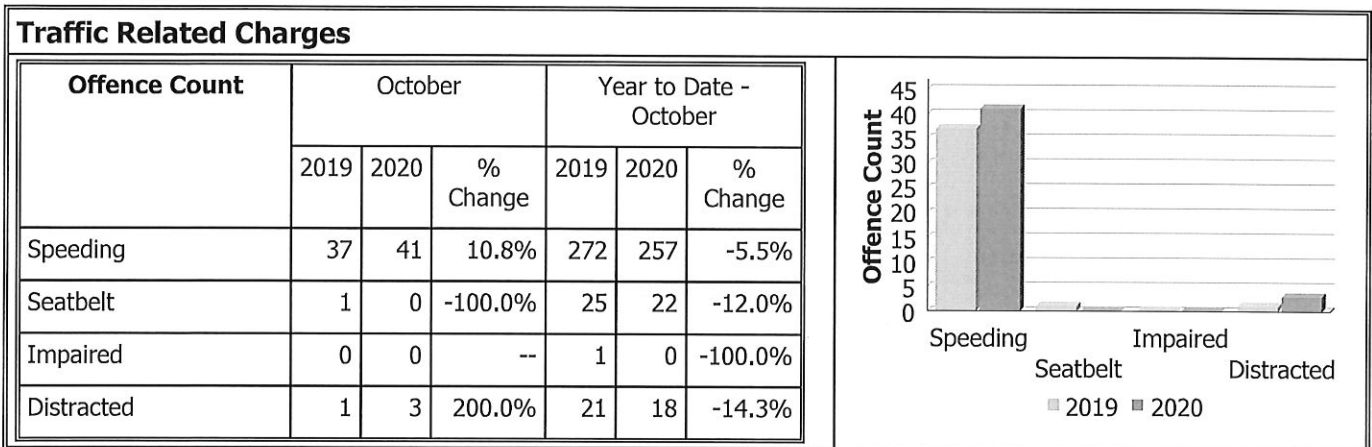 Traffic Related Charges
Offence Count October Year to Date - October
2019 2020 % Change 2019 2020 % Change
Speeding 37 41 10.8% 272 257 -5.5%
Seatbelt 1 0 -100.0% 25 22 -12.0%
Impaired 0 0 -- 1 0 -100.0%
Distracted 1 3 200.0% 21 18 -14.3%
Offence Count
45
40
35
30
25
20
15
10
5
0
Speeding Impaired
Seatbelt Distracted
2019 2020